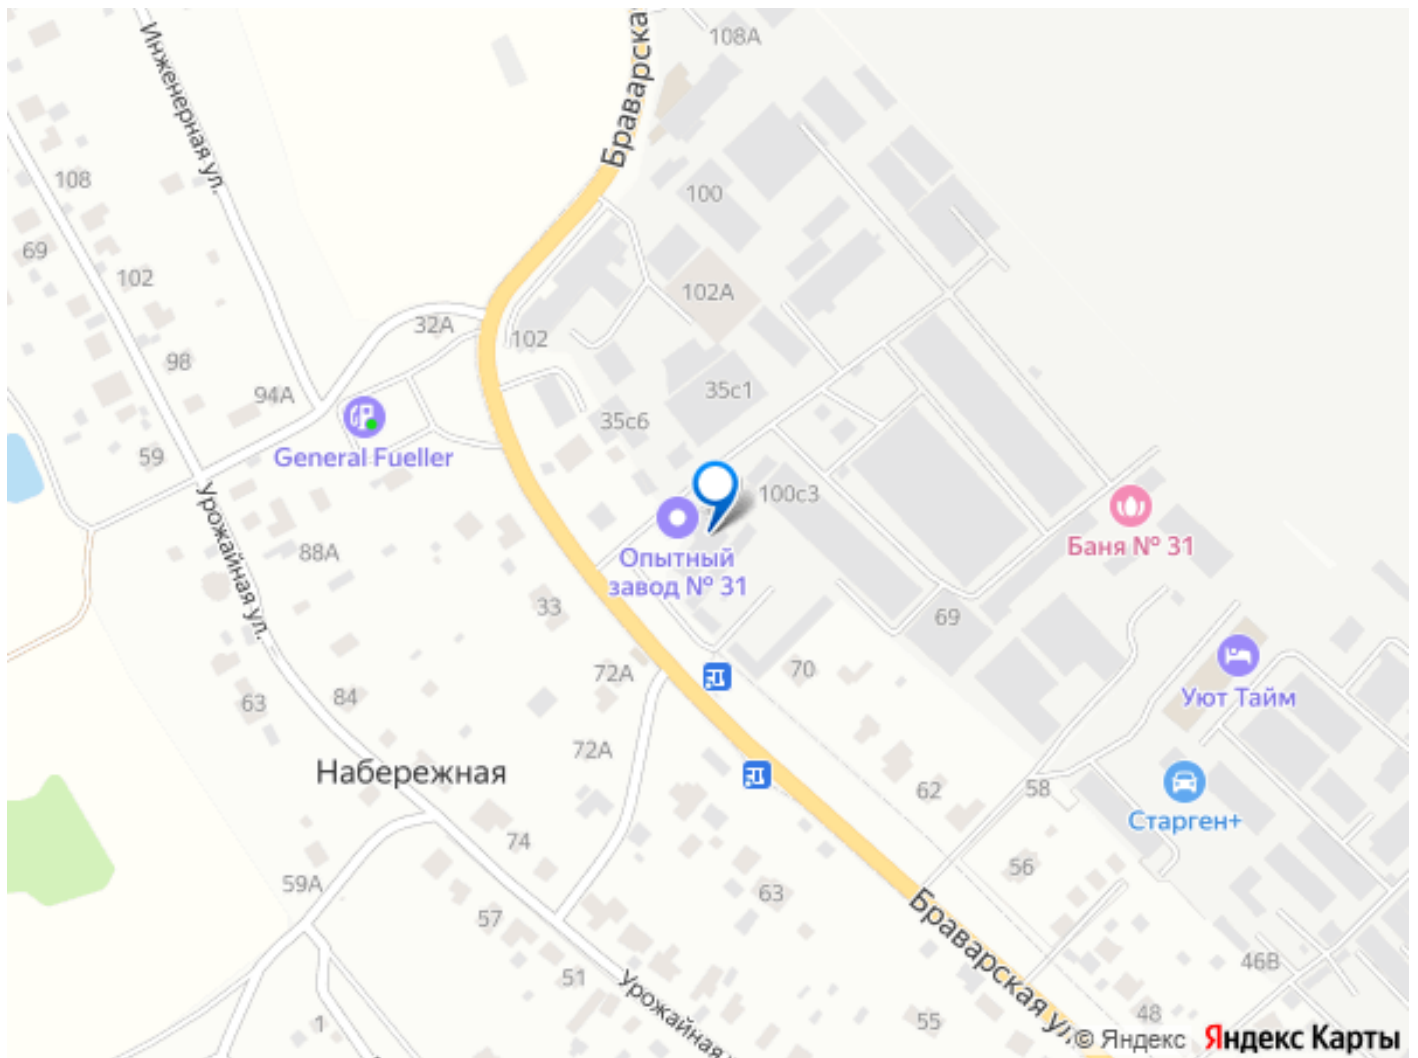 108А
Браварска
Инженерная ул.
108
100
69
102
102А
32А
102
98
94А
35с1
35с6
General Fueller
59
100с3
Опытный
завод № 31
Баня № 31
Урожайная ул.
88А
33
69
72А
70
Уют Тайм
84
63
Набережная
72А
62
58
Старген+
74
59А
56
63
57
Браварская ул.
51
Урожайная у
46В
48
55
1
© Яндекс
Яндекс Карты